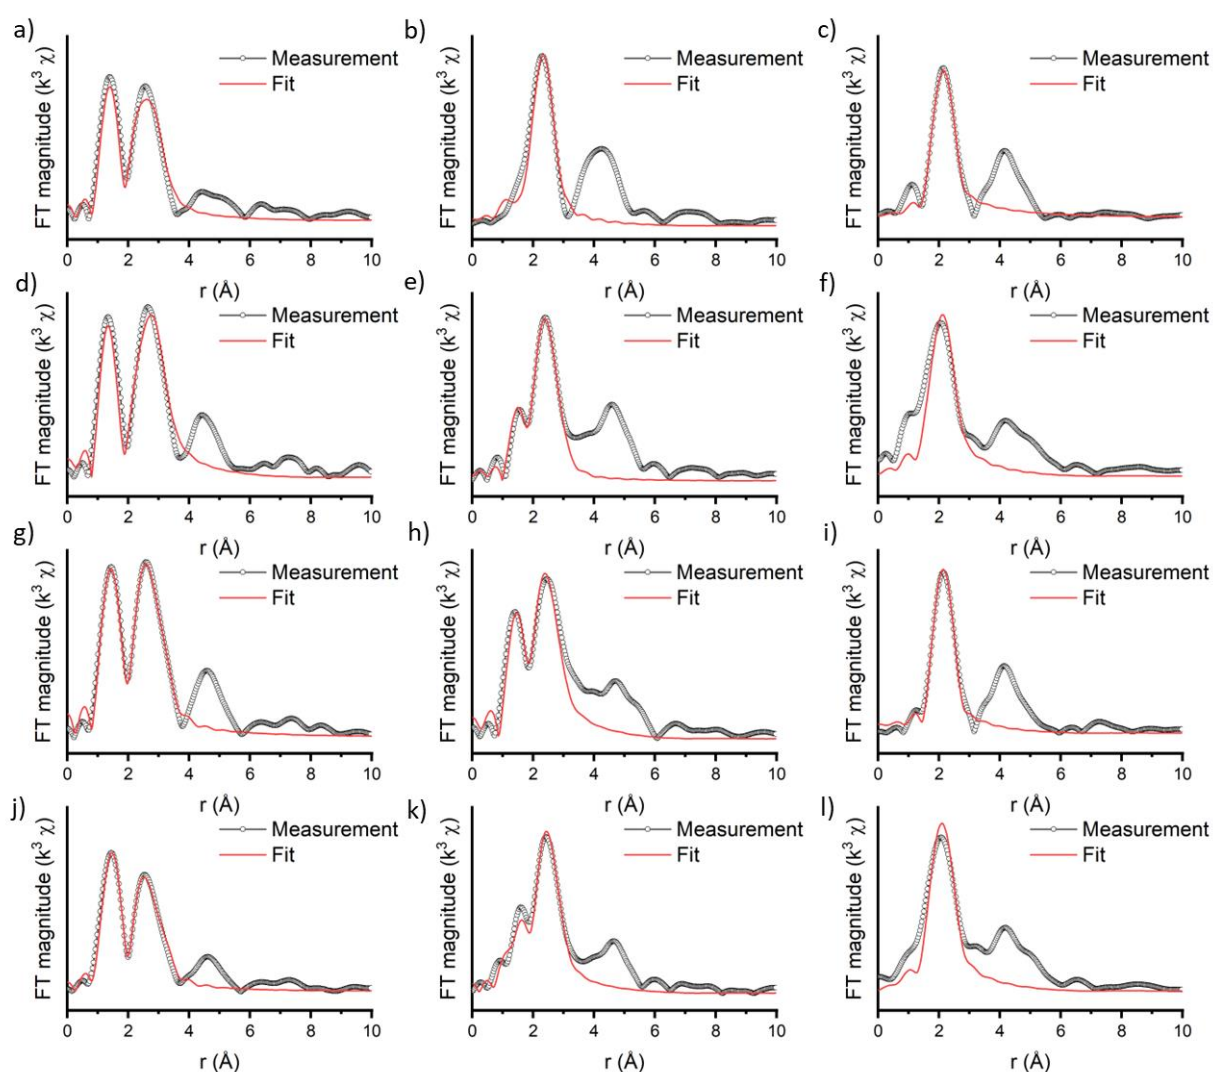 a)
b)
c)
FT magnitude (k³ χ)
Measurement
Fit
0 2 4 6 8 10
r (Å)
FT magnitude (k³ χ)
Measurement
Fit
0 2 4 6 8 10
r (Å)
FT magnitude (k³ χ)
Measurement
Fit
0 2 4 6 8 10
r (Å)
d)
e)
f)
FT magnitude (k³ χ)
Measurement
Fit
0 2 4 6 8 10
r (Å)
FT magnitude (k³ χ)
Measurement
Fit
0 2 4 6 8 10
r (Å)
FT magnitude (k³ χ)
Measurement
Fit
0 2 4 6 8 10
r (Å)
g)
h)
i)
FT magnitude (k³ χ)
Measurement
Fit
0 2 4 6 8 10
r (Å)
FT magnitude (k³ χ)
Measurement
Fit
0 2 4 6 8 10
r (Å)
FT magnitude (k³ χ)
Measurement
Fit
0 2 4 6 8 10
r (Å)
j)
k)
l)
FT magnitude (k³ χ)
Measurement
Fit
0 2 4 6 8 10
r (Å)
FT magnitude (k³ χ)
Measurement
Fit
0 2 4 6 8 10
r (Å)
FT magnitude (k³ χ)
Measurement
Fit
0 2 4 6 8 10
r (Å)